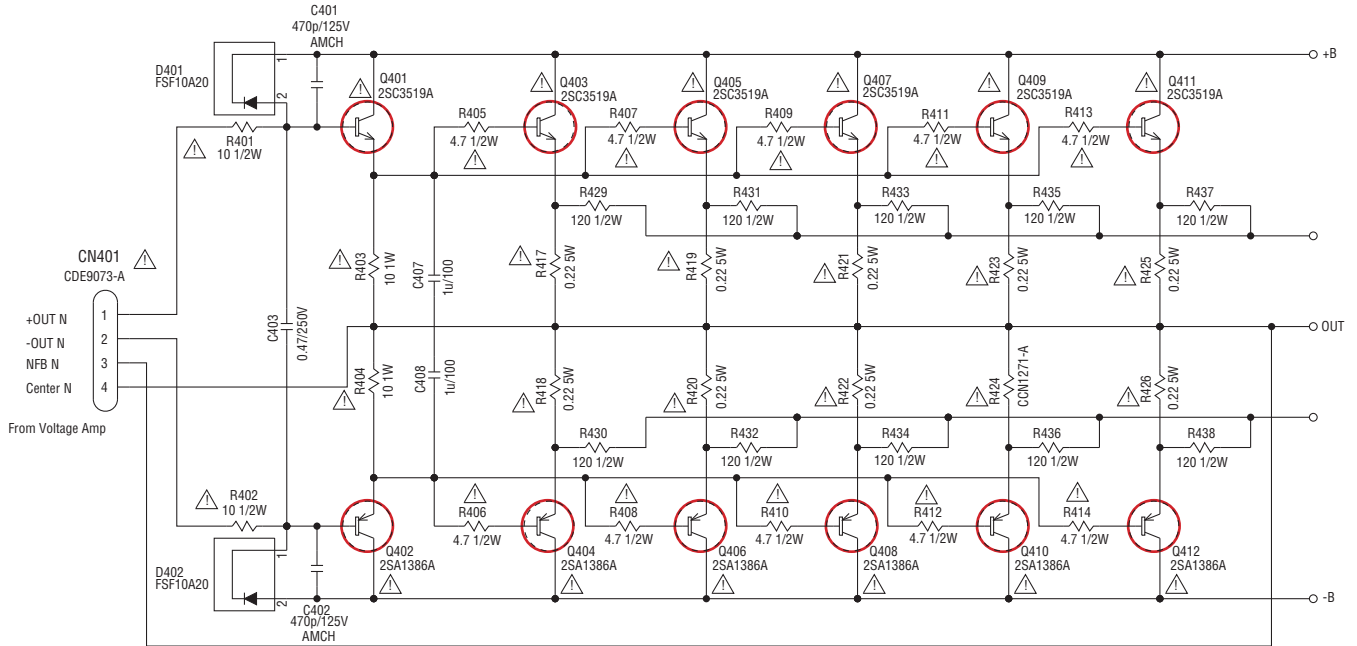 C401
470p/125V
AMCH
D401
FSF10A20
1
2
R401
10 1/2W
Q401
2SC3519A
R405
4.7 1/2W
Q403
2SC3519A
R407
4.7 1/2W
Q405
2SC3519A
R409
4.7 1/2W
Q407
2SC3519A
R411
4.7 1/2W
Q409
2SC3519A
R413
4.7 1/2W
Q411
2SC3519A
+B
R429
120 1/2W
R431
120 1/2W
R433
120 1/2W
R435
120 1/2W
R437
120 1/2W
CN401
CDE9073-A
+OUT N
1
-OUT N
2
NFB N
3
Center N
4
From Voltage Amp
C403
0.47/250V
R403
10 1W
C407
1u/100
R417
0.22 5W
R419
0.22 5W
R421
0.22 5W
R423
0.22 5W
R425
0.22 5W
OUT
R404
10 1W
C408
1u/100
R418
0.22 5W
R420
0.22 5W
R422
0.22 5W
R424
CCN1271-A
R426
0.22 5W
R430
120 1/2W
R432
120 1/2W
R434
120 1/2W
R436
120 1/2W
R438
120 1/2W
R402
10 1/2W
D402
FSF10A20
1
2
C402
470p/125V
AMCH
Q402
2SA1386A
R406
4.7 1/2W
Q404
2SA1386A
R408
4.7 1/2W
Q406
2SA1386A
R410
4.7 1/2W
Q408
2SA1386A
R412
4.7 1/2W
Q410
2SA1386A
R414
4.7 1/2W
Q412
2SA1386A
-B